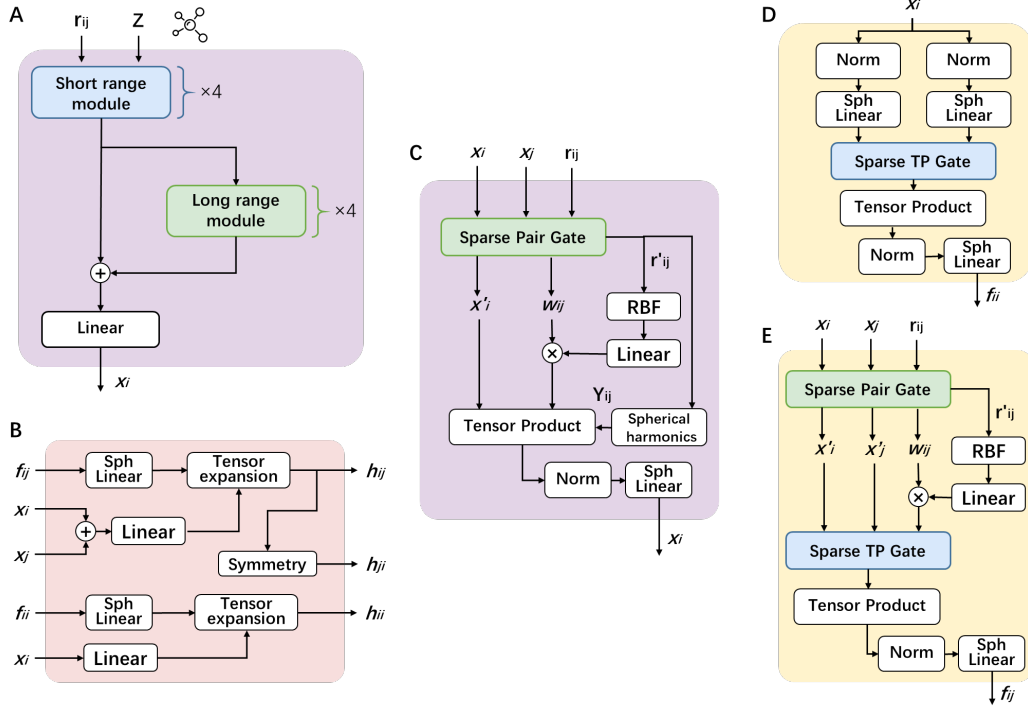 A
r_ij Z
Short range
module
×4
Long range
module
×4
+
Linear
x_i
B
f_ij
Sph
Linear
Tensor
expansion
h_ij
x_i
+
Linear
x_j
Symmetry
h_ji
f_ii
Sph
Linear
Tensor
expansion
h_ii
x_i
Linear
C
x_i x_j r_ij
Sparse Pair Gate
r'_ij
x'_i w_ij
RBF
×
Linear
Y_ij
Tensor Product
Spherical
harmonics
Norm
Sph
Linear
x_i
D
x_i
Norm Norm
Sph
Linear
Sph
Linear
Sparse TP Gate
Tensor Product
Norm
Sph
Linear
f_ii
E
x_i x_j r_ij
Sparse Pair Gate
r'_ij
x'_i x'_j w_ij
RBF
×
Linear
Sparse TP Gate
Tensor Product
Norm
Sph
Linear
f_ij